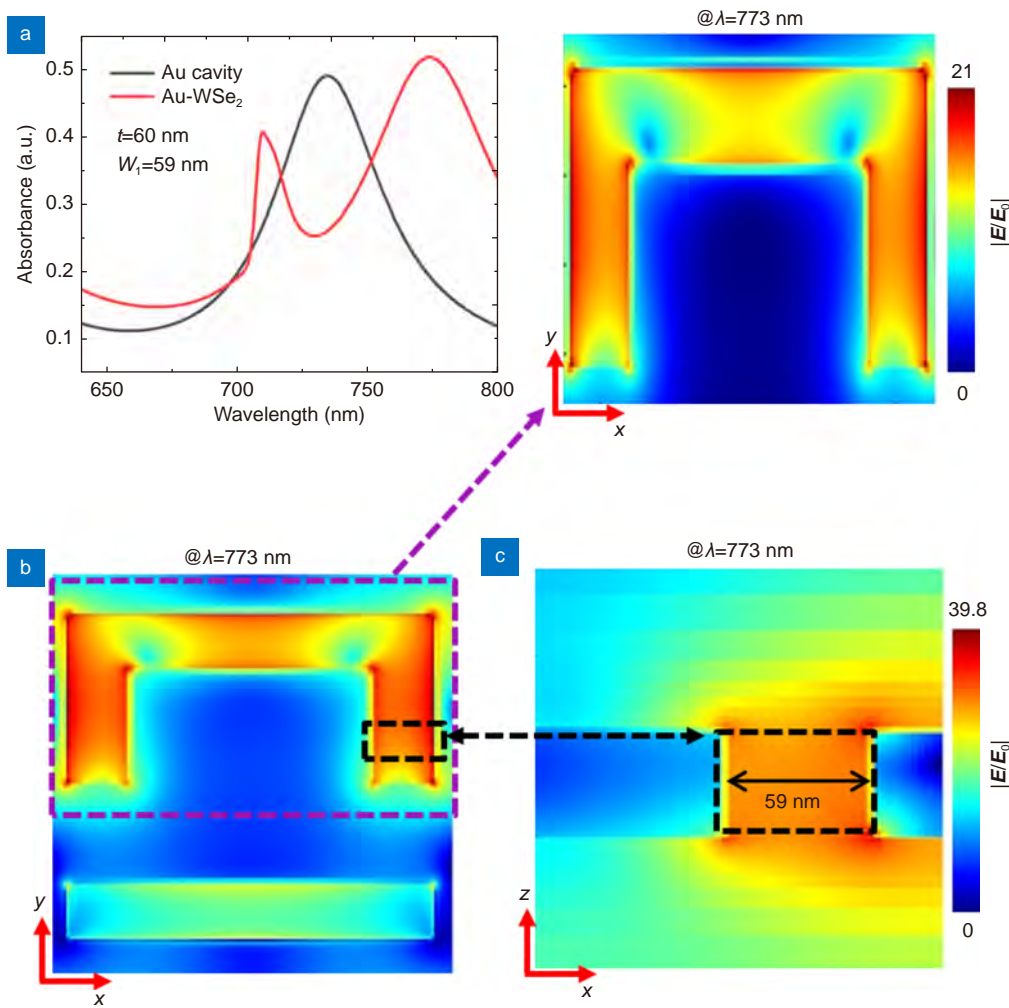 a
0.5
0.4
0.3
0.2
0.1
Absorbance (a.u.)
Au cavity
Au-WSe₂
t=60 nm
W₁=59 nm
650
700
750
800
Wavelength (nm)
@λ=773 nm
21
|E/E₀|
0
y
x
b
@λ=773 nm
y
x
c
@λ=773 nm
59 nm
39.8
|E/E₀|
0
z
x